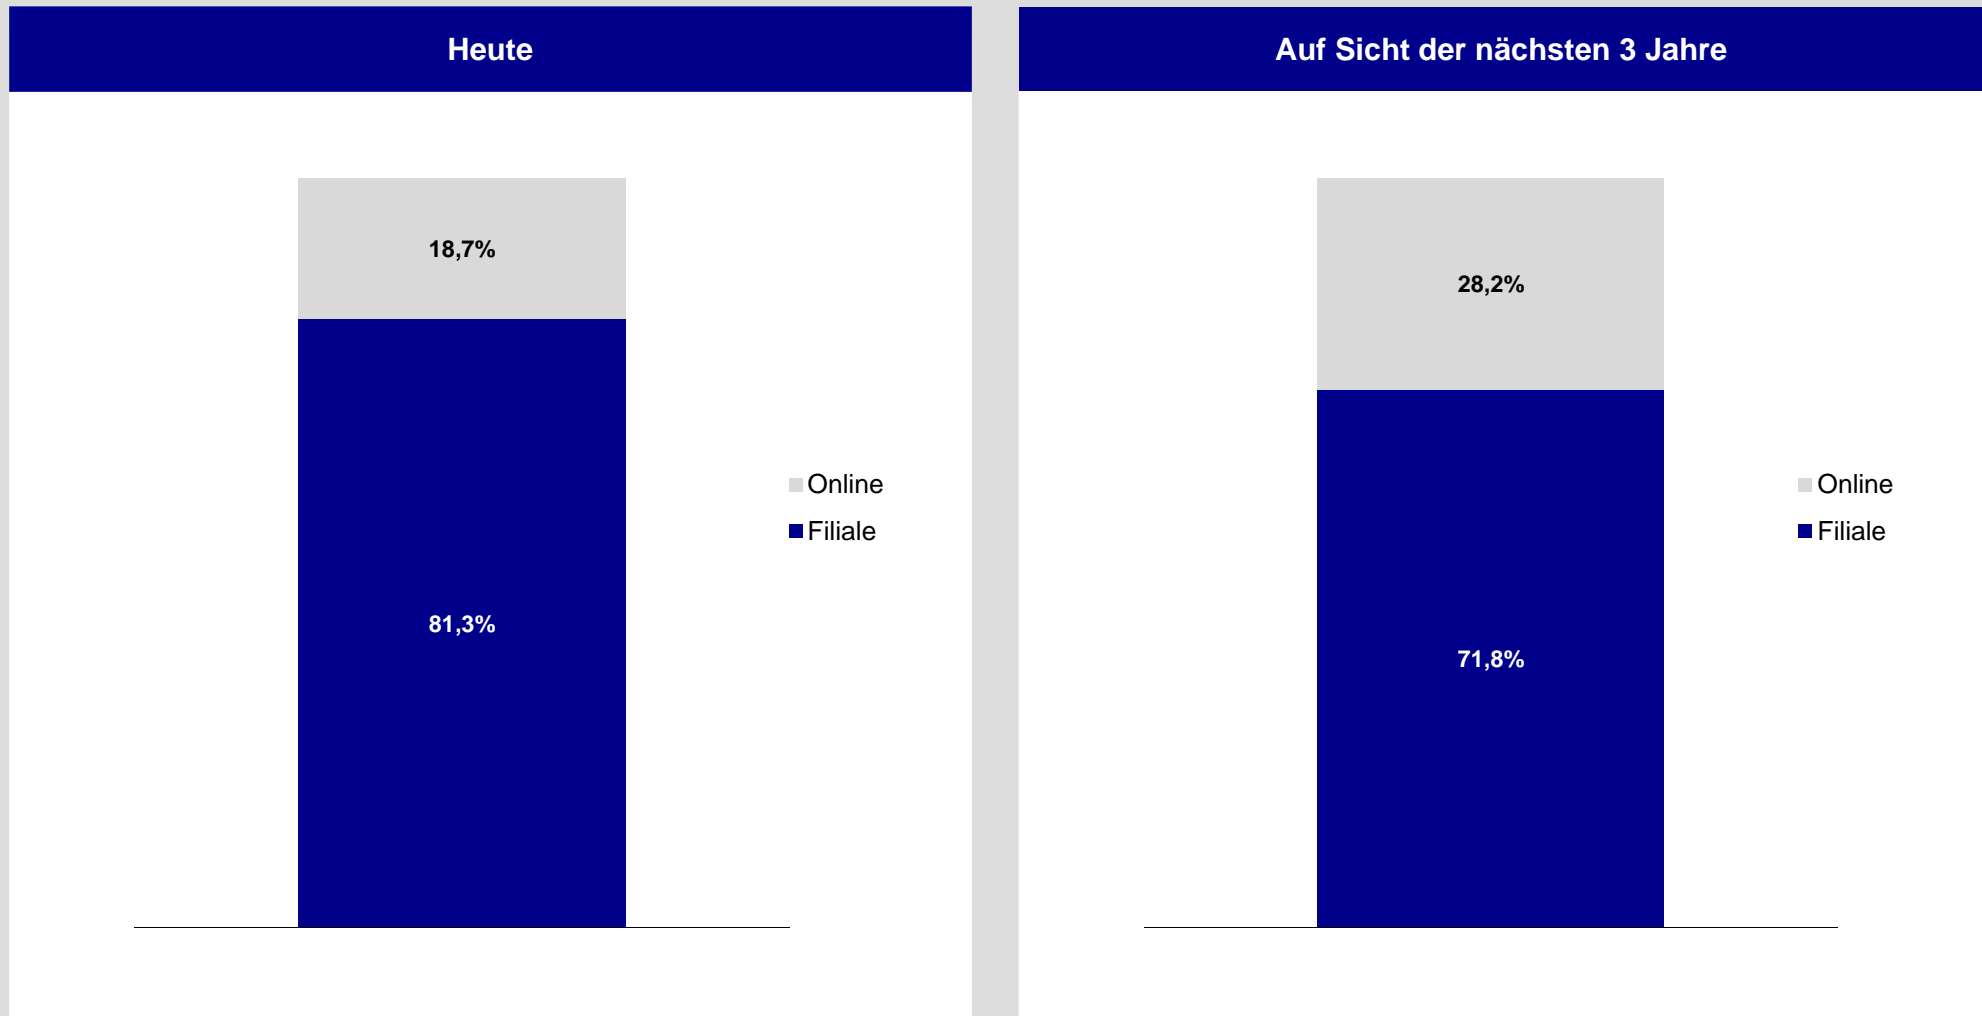 Heute
18,7%
81,3%
Online
Filiale
Auf Sicht der nächsten 3 Jahre
28,2%
71,8%
Online
Filiale